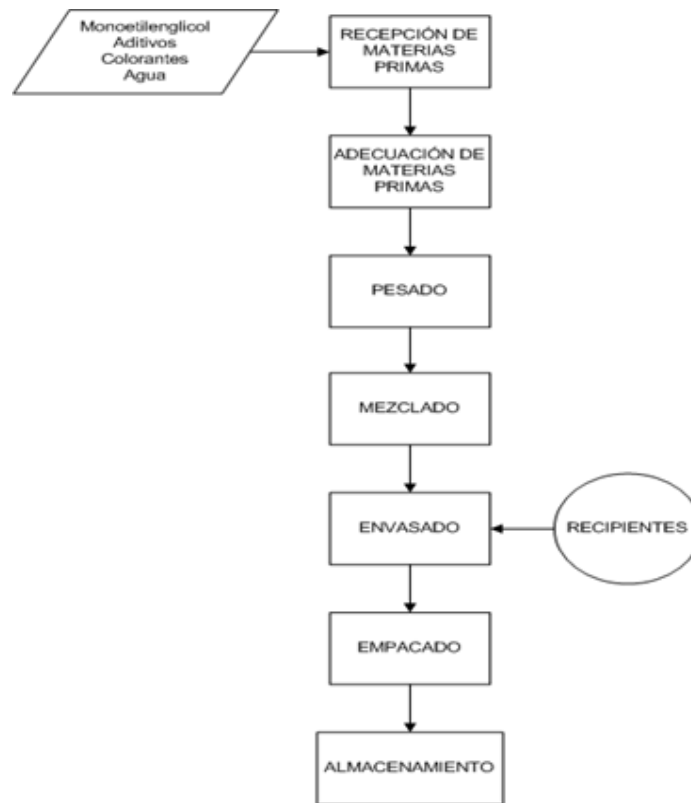 Monoetilenglicol
Aditivos
Colorantes
Agua
RECEPCIÓN DE
MATERIAS
PRIMAS
ADECUACIÓN DE
MATERIAS
PRIMAS
PESADO
MEZCLADO
ENVASADO
RECIPIENTES
EMPACADO
ALMACENAMIENTO